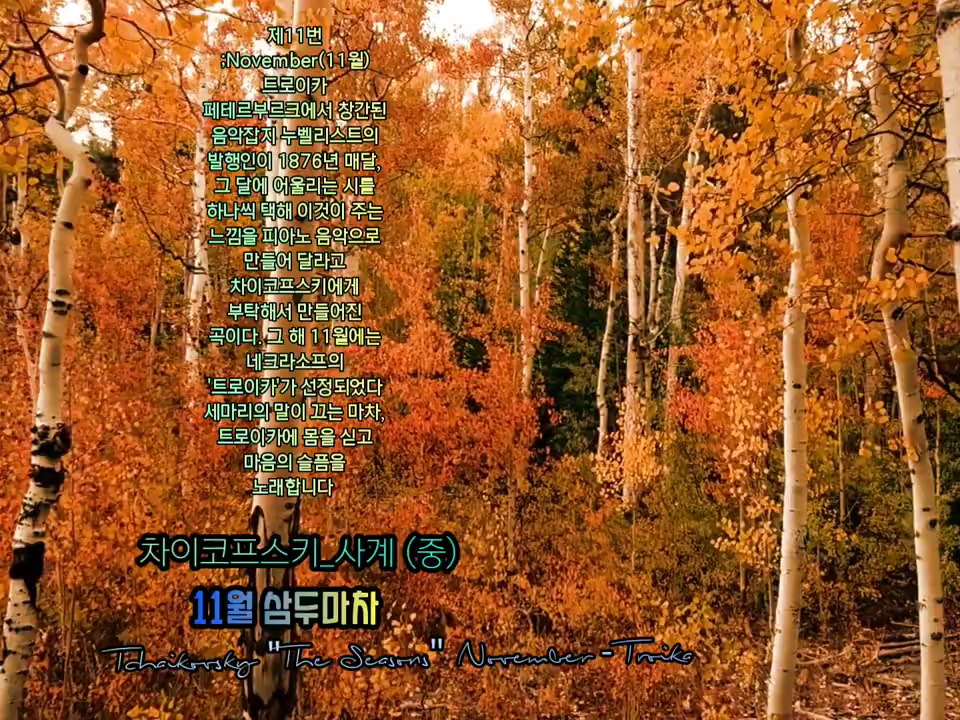 제11번
;November(11월)
트로이카
페테르부르크에서 창간된
음악잡지 누벨리스트의
발행인이 1876년 매달,
그 달에 어울리는 시를
하나씩 택해 이것이 주는
느낌을 피아노 음악으로
만들어 달라고
차이코프스키에게
부탁해서 만들어진
곡이다. 그 해 11월에는
네크라소프의
'트로이카'가 선정되었다
세마리의 말이 끄는 마차,
트로이카에 몸을 싣고
마음의 슬픔을
노래합니다
차이코프스키_사계 (중)
11월 삼두마차
Tchaikovsky "The Seasons" November -Troika